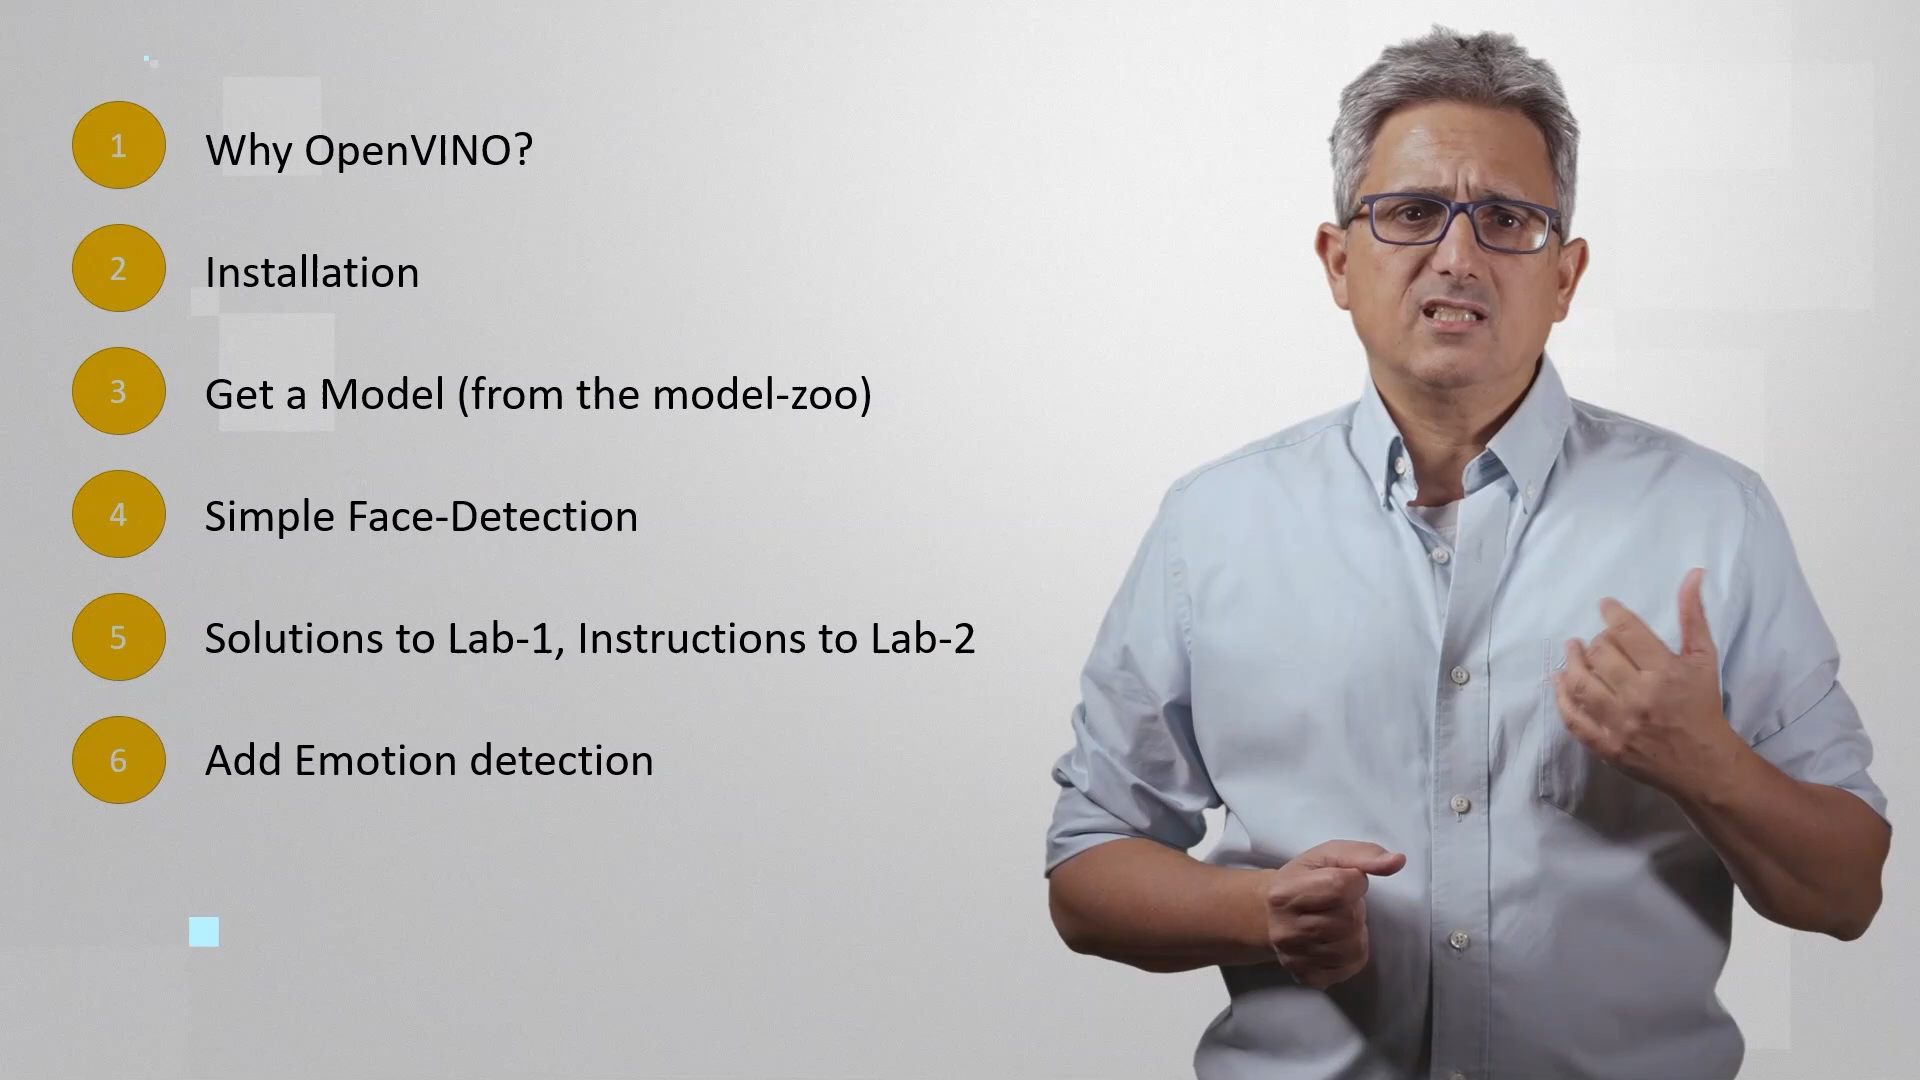 1 Why OpenVINO?
2 Installation
3 Get a Model (from the model-zoo)
4 Simple Face-Detection
5 Solutions to Lab-1, Instructions to Lab-2
6 Add Emotion detection